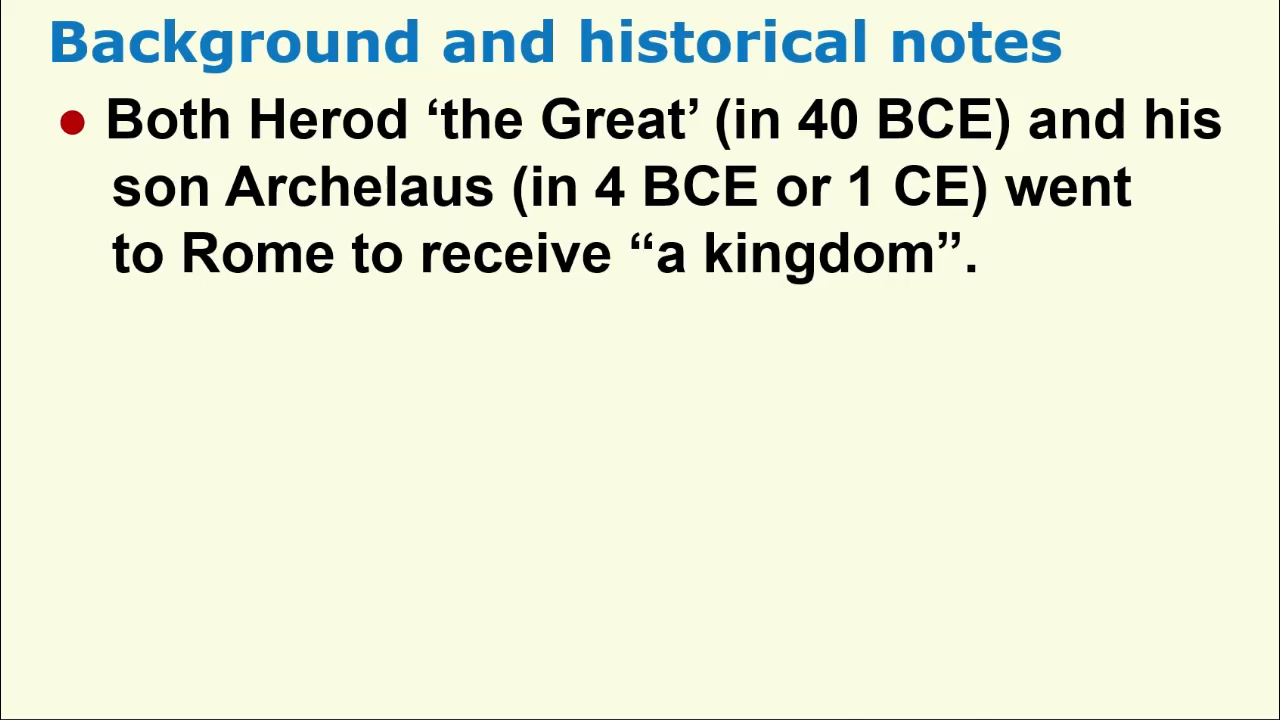 Background and historical notes
● Both Herod ‘the Great’ (in 40 BCE) and his
son Archelaus (in 4 BCE or 1 CE) went
to Rome to receive “a kingdom”.